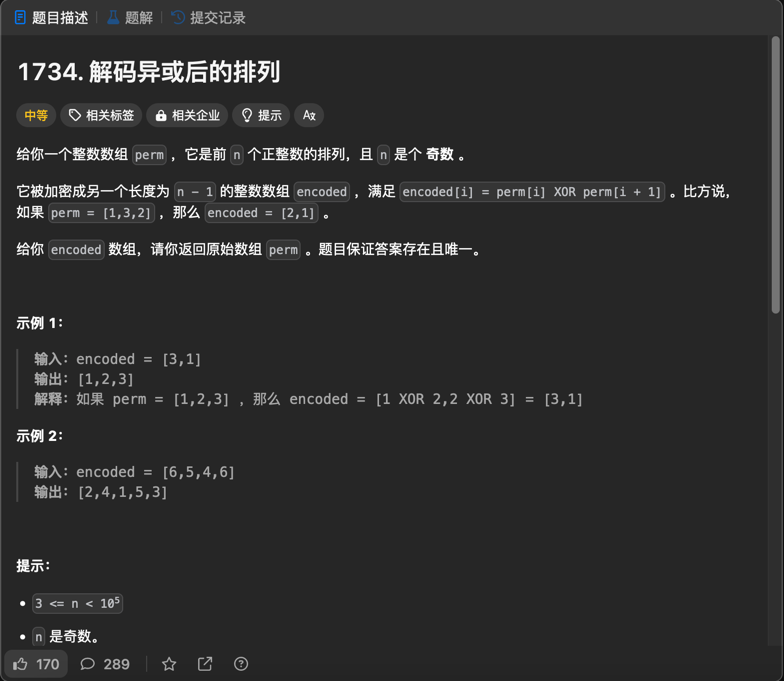 题目描述 题解 提交记录
1734. 解码异或后的排列
中等 相关标签 相关企业 提示
给你一个整数数组 perm ，它是前 n 个正整数的排列，且 n 是个 奇数 。
它被加密成另一个长度为 n - 1 的整数数组 encoded ，满足 encoded[i] = perm[i] XOR perm[i + 1] 。比方说，
如果 perm = [1,3,2] ，那么 encoded = [2,1] 。
给你 encoded 数组，请你返回原始数组 perm 。题目保证答案存在且唯一。
示例 1：
输入：encoded = [3,1]
输出：[1,2,3]
解释：如果 perm = [1,2,3] ，那么 encoded = [1 XOR 2,2 XOR 3] = [3,1]
示例 2：
输入：encoded = [6,5,4,6]
输出：[2,4,1,5,3]
提示：
• 3 <= n < 10⁵
• n 是奇数。
170 289